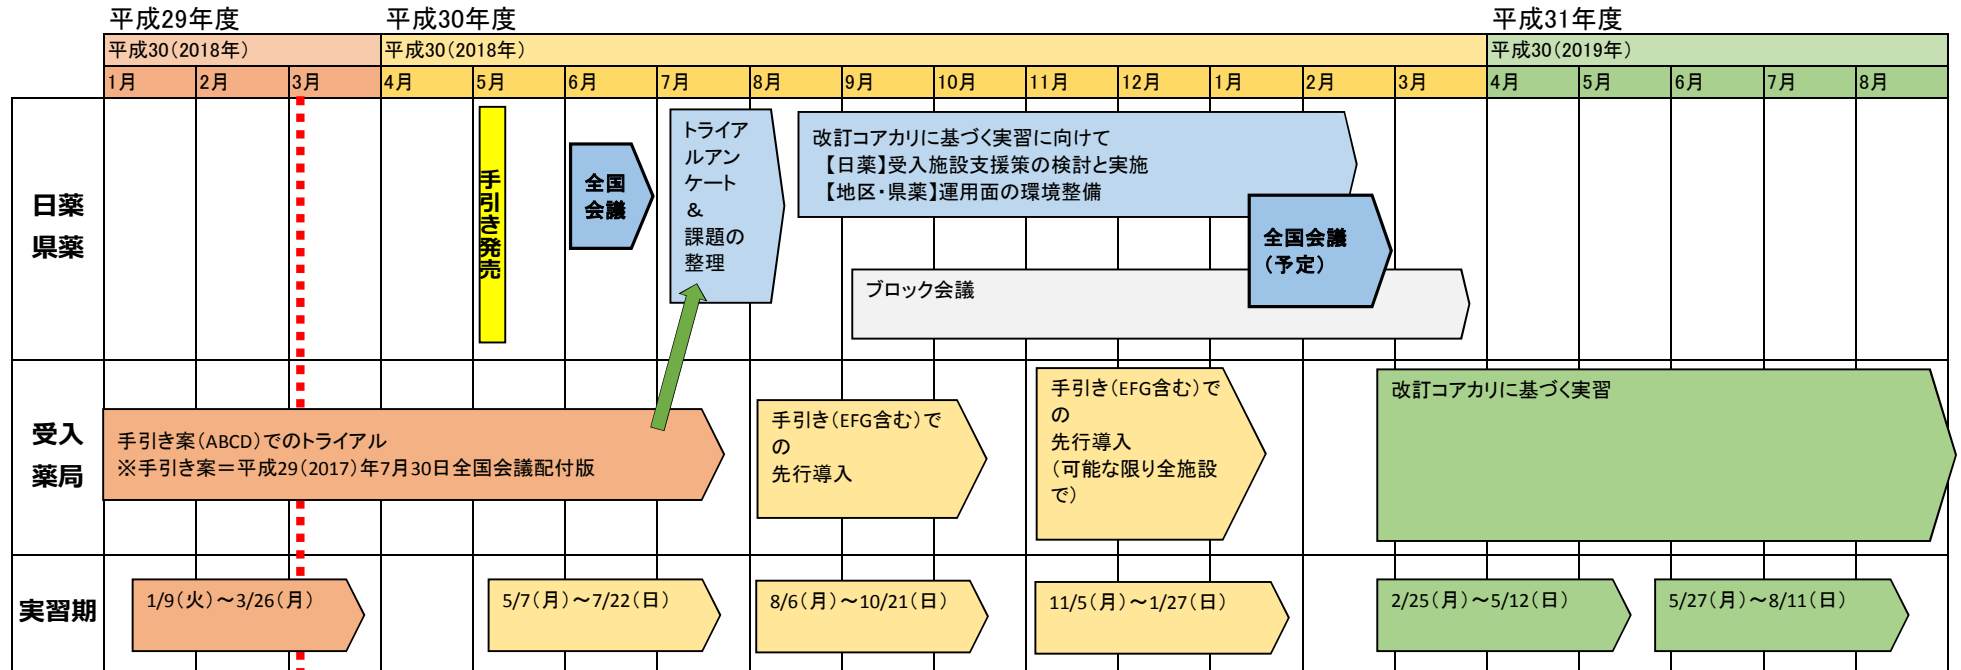 平成29年度
平成30年度
平成31年度
平成30(2018年)
平成30(2018年)
平成30(2019年)
1月
2月
3月
4月
5月
6月
7月
8月
9月
10月
11月
12月
1月
2月
3月
4月
5月
6月
7月
8月
日薬
県薬
手引き発売
全国
会議
トライア
ルアン
ケート
&
課題の
整理
改訂コアカリに基づく実習に向けて
【日薬】受入施設支援策の検討と実施
【地区・県薬】運用面の環境整備
全国会議
(予定)
ブロック会議
受入
薬局
手引き案(ABCD)でのトライアル
※手引き案=平成29(2017)年7月30日全国会議配付版
手引き(EFG含む)で
の
先行導入
手引き(EFG含む)で
の
先行導入
(可能な限り全施設
で)
改訂コアカリに基づく実習
実習期
1/9(火)～3/26(月)
5/7(月)～7/22(日)
8/6(月)～10/21(日)
11/5(月)～1/27(日)
2/25(月)～5/12(日)
5/27(月)～8/11(日)